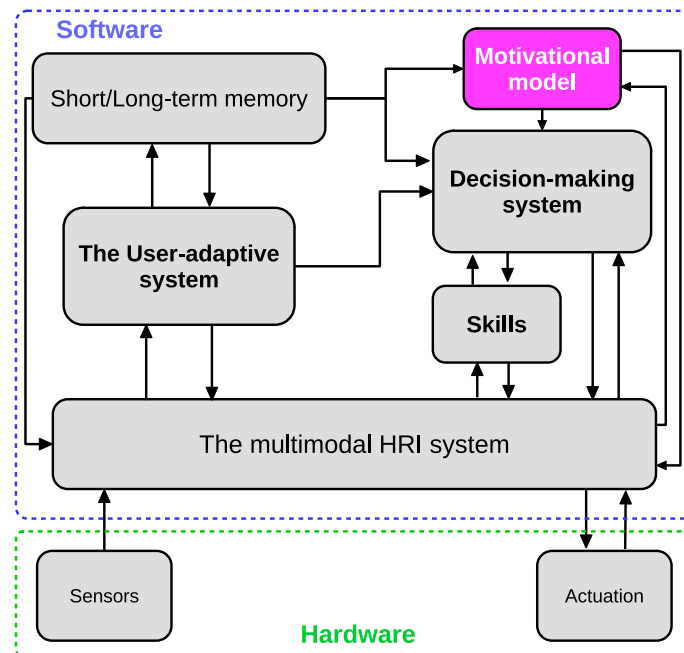 Software
Motivational
model
Short/Long-term memory
Decision-making
system
The User-adaptive
system
Skills
The multimodal HRI system
Sensors
Actuation
Hardware